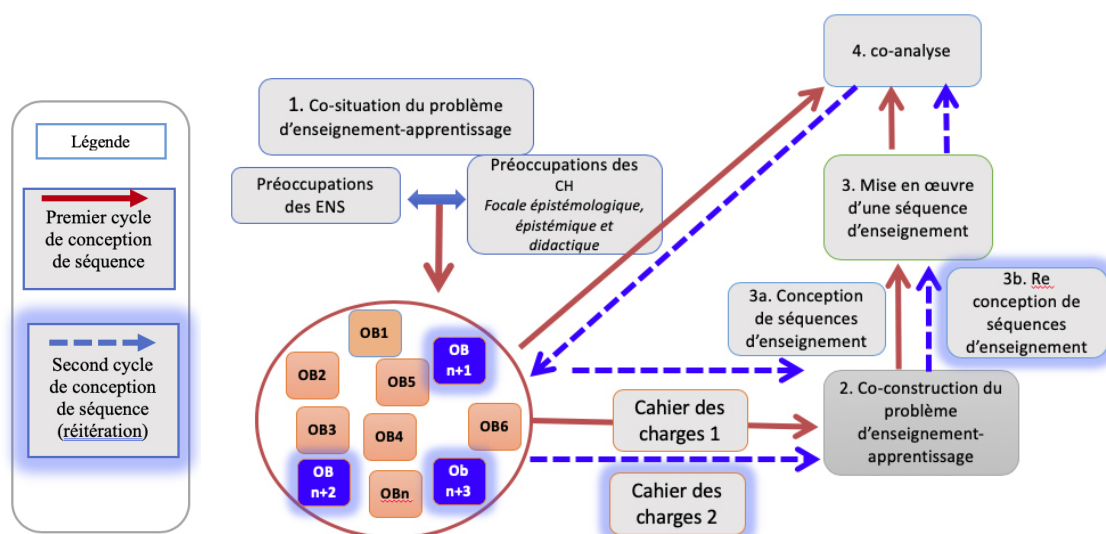 Légende
Premier cycle
de conception
de séquence
Second cycle
de conception
de séquence
(réitération)
1. Co-situation du problème
d'enseignement-apprentissage
Préoccupations
des ENS
Préoccupations des
CH
Focale épistémologique,
épistémique et
didactique
OB1
OB2
OB5
OB
n+1
OB3
OB4
OB6
OB
n+2
OBn
Ob
n+3
Cahier des
charges 1
Cahier des
charges 2
4. co-analyse
3. Mise en œuvre
d'une séquence
d'enseignement
3a. Conception
de séquences
d'enseignement
3b. Re
conception de
séquences
d'enseignement
2. Co-construction du
problème
d'enseignement-
apprentissage